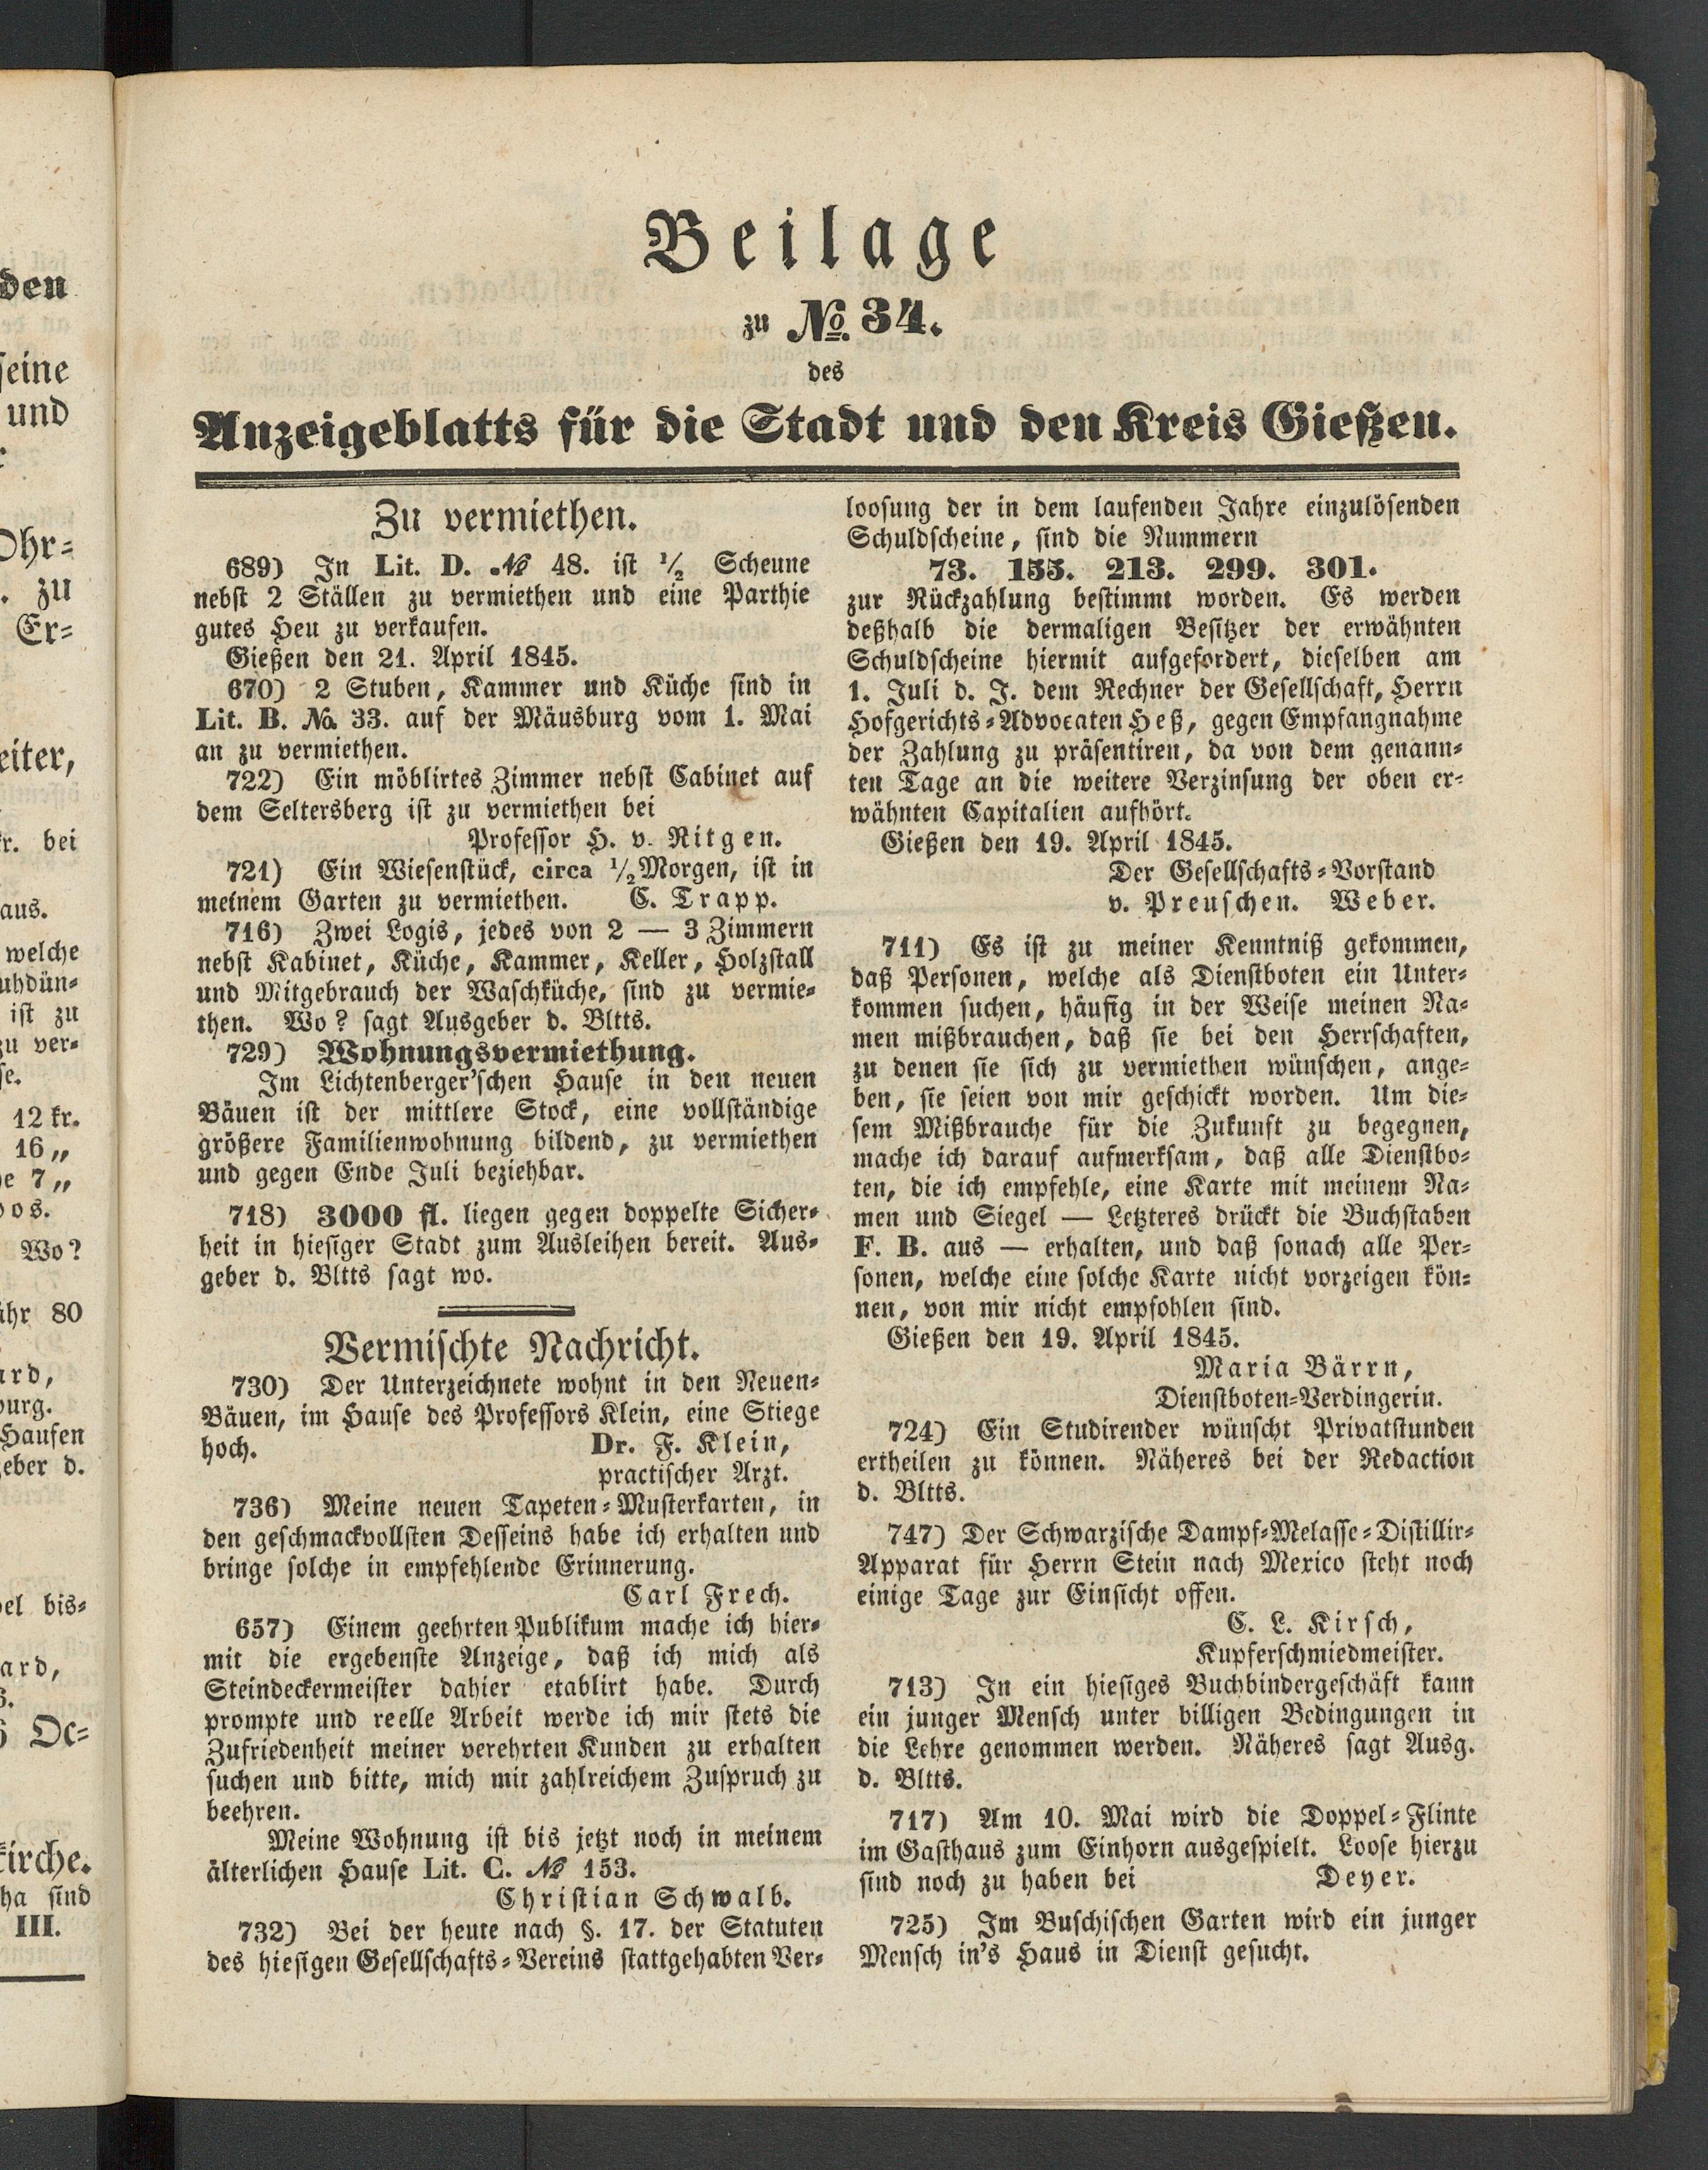 Beilage
zu No. 34.
des
Anzeigeblatts für die Stadt und den Kreis Gießen.
Zu vermiethen.
689) In Lit. D. № 48. ist ½ Scheune
nebst 2 Ställen zu vermiethen und eine Parthie
gutes Heu zu verkaufen.
Gießen den 21. April 1845.
670) 2 Stuben, Kammer und Küche sind in
Lit. B. No. 33. auf der Mäusburg vom 1. Mai
an zu vermiethen.
722) Ein möblirtes Zimmer nebst Cabinet auf
dem Seltersberg ist zu vermiethen bei
Professor H. v. Ritgen.
721) Ein Wiesenstück, circa ½ Morgen, ist in
meinem Garten zu vermiethen. C. Trapp.
716) Zwei Logis, jedes von 2 — 3 Zimmern
nebst Kabinet, Küche, Kammer, Keller, Holzstall
und Mitgebrauch der Waschküche, sind zu vermie-
then. Wo? sagt Ausgeber d. Bltts.
729) Wohnungsvermiethung.
Im Lichtenberger'schen Hause in den neuen
Bäuen ist der mittlere Stock, eine vollständige
größere Familienwohnung bildend, zu vermiethen
und gegen Ende Juli beziehbar.
718) 3000 fl. liegen gegen doppelte Sicher-
heit in hiesiger Stadt zum Ausleihen bereit. Aus-
geber d. Bltts sagt wo.
Vermischte Nachricht.
730) Der Unterzeichnete wohnt in den Neuen-
Bäuen, im Hause des Professors Klein, eine Stiege
hoch. Dr. F. Klein,
practischer Arzt.
736) Meine neuen Tapeten-Musterkarten, in
den geschmackvollsten Desseins habe ich erhalten und
bringe solche in empfehlende Erinnerung.
Carl Frech.
657) Einem geehrten Publikum mache ich hier-
mit die ergebenste Anzeige, daß ich mich als
Steindeckermeister dahier etablirt habe. Durch
prompte und reelle Arbeit werde ich mir stets die
Zufriedenheit meiner verehrten Kunden zu erhalten
suchen und bitte, mich mit zahlreichem Zuspruch zu
beehren.
Meine Wohnung ist bis jetzt noch in meinem
älterlichen Hause Lit. C. № 153.
Christian Schwalb.
732) Bei der heute nach §. 17. der Statuten
des hiesigen Gesellschafts-Vereins stattgehabten Ver-
loosung der in dem laufenden Jahre einzulösenden
Schuldscheine, sind die Nummern
73. 155. 213. 299. 301.
zur Rückzahlung bestimmt worden. Es werden
deßhalb die dermaligen Besitzer der erwähnten
Schuldscheine hiermit aufgefordert, dieselben am
1. Juli d. J. dem Rechner der Gesellschaft, Herrn
Hofgerichts-Advocaten Heß, gegen Empfangnahme
der Zahlung zu präsentiren, da von dem genann-
ten Tage an die weitere Verzinsung der oben er-
wähnten Capitalien aufhört.
Gießen den 19. April 1845.
Der Gesellschafts-Vorstand
v. Preuschen. Weber.
711) Es ist zu meiner Kenntniß gekommen,
daß Personen, welche als Dienstboten ein Unter-
kommen suchen, häufig in der Weise meinen Na-
men mißbrauchen, daß sie bei den Herrschaften,
zu denen sie sich zu vermiethen wünschen, ange-
ben, sie seien von mir geschickt worden. Um die-
sem Mißbrauche für die Zukunft zu begegnen,
mache ich darauf aufmerksam, daß alle Dienstbo-
ten, die ich empfehle, eine Karte mit meinem Na-
men und Siegel — Letzteres drückt die Buchstaben
F. B. aus — erhalten, und daß sonach alle Per-
sonen, welche eine solche Karte nicht vorzeigen kön-
nen, von mir nicht empfohlen sind.
Gießen den 19. April 1845.
Maria Bärrn,
Dienstboten-Verdingerin.
724) Ein Studirender wünscht Privatstunden
ertheilen zu können. Näheres bei der Redaction
d. Bltts.
747) Der Schwarzische Dampf-Melasse-Distillir-
Apparat für Herrn Stein nach Mexico steht noch
einige Tage zur Einsicht offen.
C. L. Kirsch,
Kupferschmiedmeister.
713) In ein hiesiges Buchbindergeschäft kann
ein junger Mensch unter billigen Bedingungen in
die Lehre genommen werden. Näheres sagt Ausg.
d. Bltts.
717) Am 10. Mai wird die Doppel-Flinte
im Gasthaus zum Einhorn ausgespielt. Loose hierzu
sind noch zu haben bei Deyer.
725) Im Buschischen Garten wird ein junger
Mensch in's Haus in Dienst gesucht.